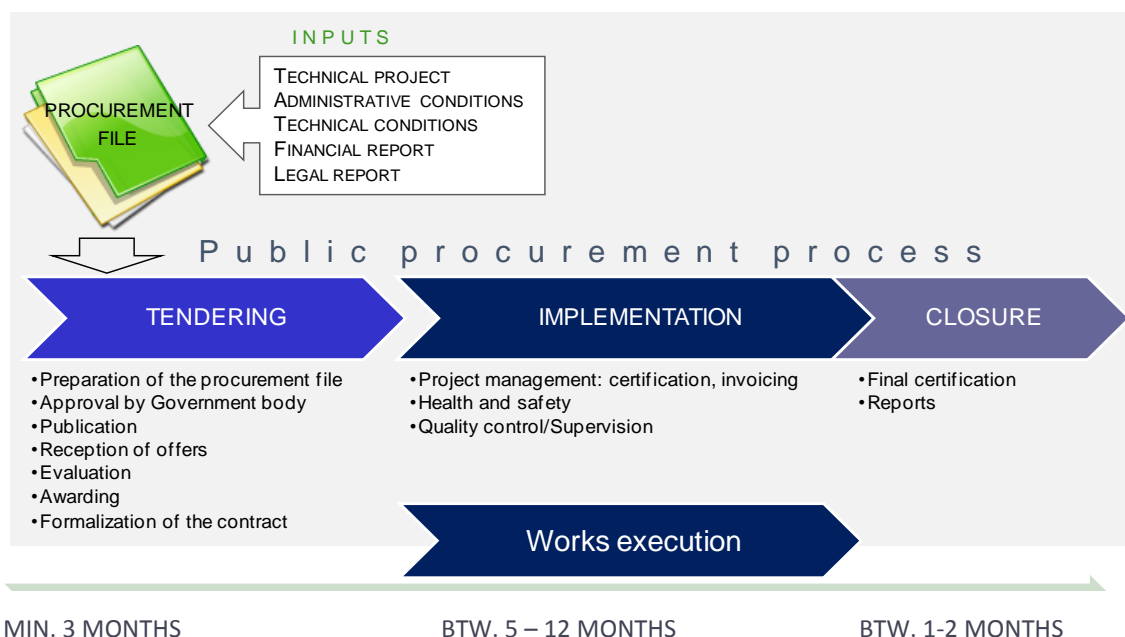 INPUTS
PROCUREMENT
FILE
TECHNICAL PROJECT
ADMINISTRATIVE CONDITIONS
TECHNICAL CONDITIONS
FINANCIAL REPORT
LEGAL REPORT
Public procurement process
TENDERING
•Preparation of the procurement file
•Approval by Government body
•Publication
•Reception of offers
•Evaluation
•Awarding
•Formalization of the contract
IMPLEMENTATION
•Project management: certification, invoicing
•Health and safety
•Quality control/Supervision
CLOSURE
•Final certification
•Reports
Works execution
MIN. 3 MONTHS
BTW. 5 – 12 MONTHS
BTW. 1-2 MONTHS